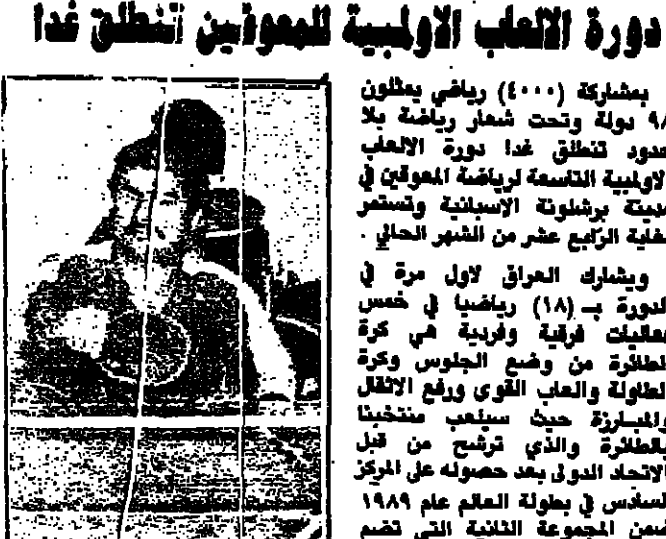 دورة الالعاب الاولمبية للمعوقين تنطلق غدا
بمشاركة (٤٠٠٠) رياضي يمثلون
٩٨ دولة وتحت شعار رياضة بلا
حدود تنطلق غدا دورة الالعاب
الاولمبية التاسعة لرياضة المعوقين في
مدينة برشلونة الاسبانية وتستمر
لغاية الرابع عشر من الشهر الحالي .
ويشارك العراق لاول مرة في
الدورة بـ (١٨) رياضيا في خمس
فعاليات فرقية وفردية هي كرة
الطائرة من وضع الجلوس وكرة
الطاولة والعاب القوى ورفع الاثقال
والمبارزة حيث سيلعب منتخبنا
بالطائرة والذي ترشح من قبل
الاتحاد الدولي بعد حصوله على المركز
السادس في بطولة العالم عام ١٩٨٩
ضمن المجموعة الثانية التي تضم